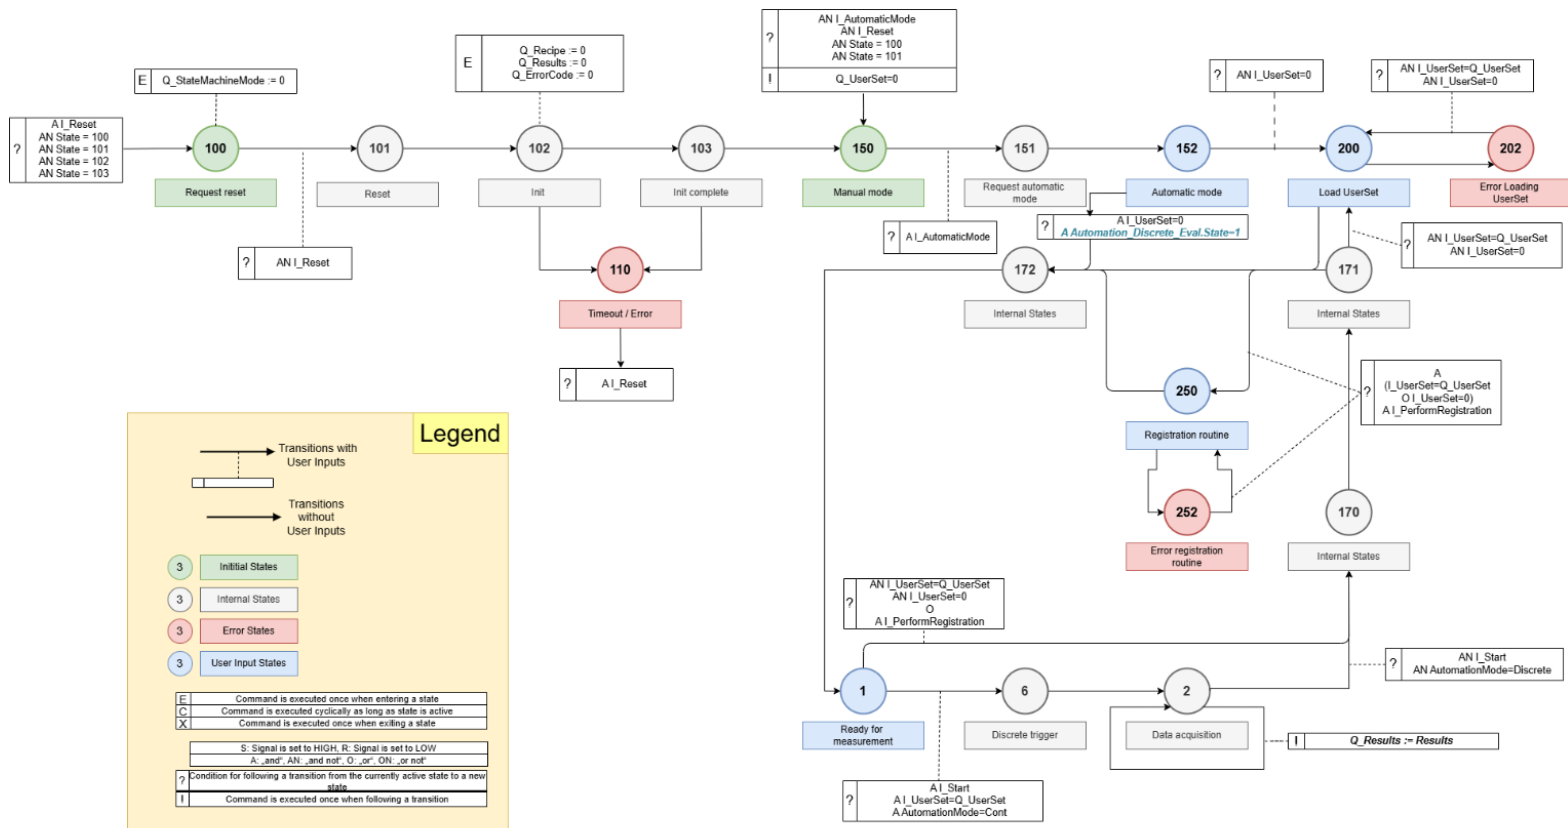 AN I_AutomaticMode
AN I_Reset
AN State = 100
AN State = 101
?
!
Q_UserSet=0
E
Q_StateMachineMode := 0
E
Q_Recipe := 0
Q_Results := 0
Q_ErrorCode := 0
?
AN I_UserSet=0
?
AN I_UserSet=Q_UserSet
AN I_UserSet=0
?
A I_Reset
AN State = 100
AN State = 101
AN State = 102
AN State = 103
100
101
102
103
150
151
152
200
202
Request reset
Reset
Init
Init complete
Manual mode
Request automatic
mode
Automatic mode
Load UserSet
Error Loading
UserSet
?
AN I_Reset
?
A I_AutomaticMode
?
A I_UserSet=0
A Automation_Discrete_Eval.State=1
?
AN I_UserSet=Q_UserSet
AN I_UserSet=0
110
172
171
Timeout / Error
Internal States
Internal States
?
A I_Reset
250
?
A
(I_UserSet=Q_UserSet
O I_UserSet=0)
A I_PerformRegistration
Registration routine
252
170
Error registration
routine
Internal States
Legend
Transitions with
User Inputs
Transitions
without
User Inputs
3
Inititial States
3
Internal States
3
Error States
3
User Input States
E
Command is executed once when entering a state
C
Command is executed cyclically as long as state is active
X
Command is executed once when exiting a state
S: Signal is set to HIGH, R: Signal is set to LOW
A: „and“, AN: „and not“, O: „or“, ON: „or not“
?
Condition for following a transition from the currently active state to a new
state
!
Command is executed once when following a transition
?
AN I_UserSet=Q_UserSet
AN I_UserSet=0
O
A I_PerformRegistration
?
AN I_Start
AN AutomationMode=Discrete
1
6
2
Ready for
measurement
Discrete trigger
Data acquisition
!
Q_Results := Results
?
A I_Start
A I_UserSet=Q_UserSet
A AutomationMode=Cont